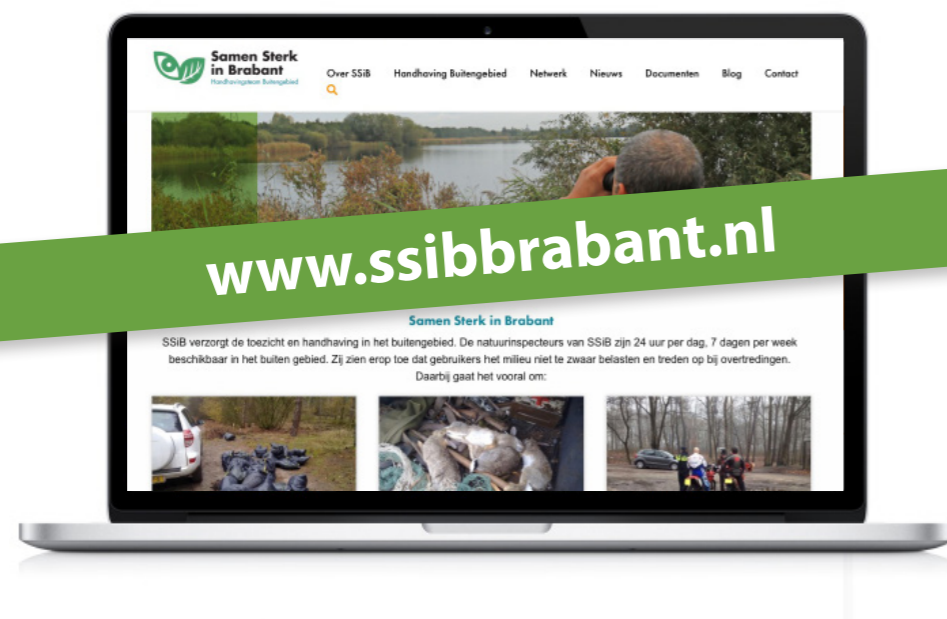 Samen Sterk
in Brabant
Handhavingsteam Buitengebied
Over SSiB Handhaving Buitengebied Netwerk Nieuws Documenten Blog Contact
www.ssibbrabant.nl
Samen Sterk in Brabant
SSiB verzorgt de toezicht en handhaving in het buitengebied. De natuurinspecteurs van SSiB zijn 24 uur per dag, 7 dagen per week
beschikbaar in het buiten gebied. Zij zien erop toe dat gebruikers het milieu niet te zwaar belasten en treden op bij overtredingen.
Daarbij gaat het vooral om: